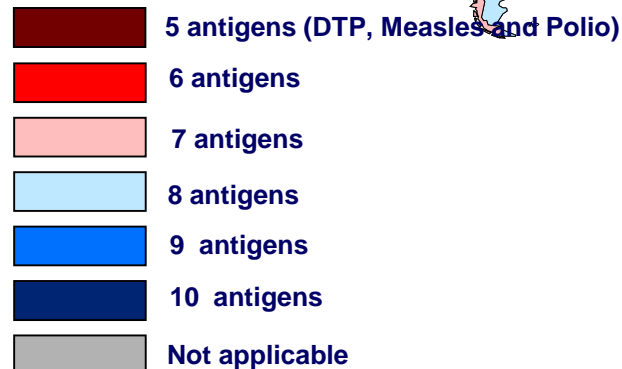 5 antigens (DTP, Measles and Polio)
6 antigens
7 antigens
8 antigens
9 antigens
10 antigens
Not applicable